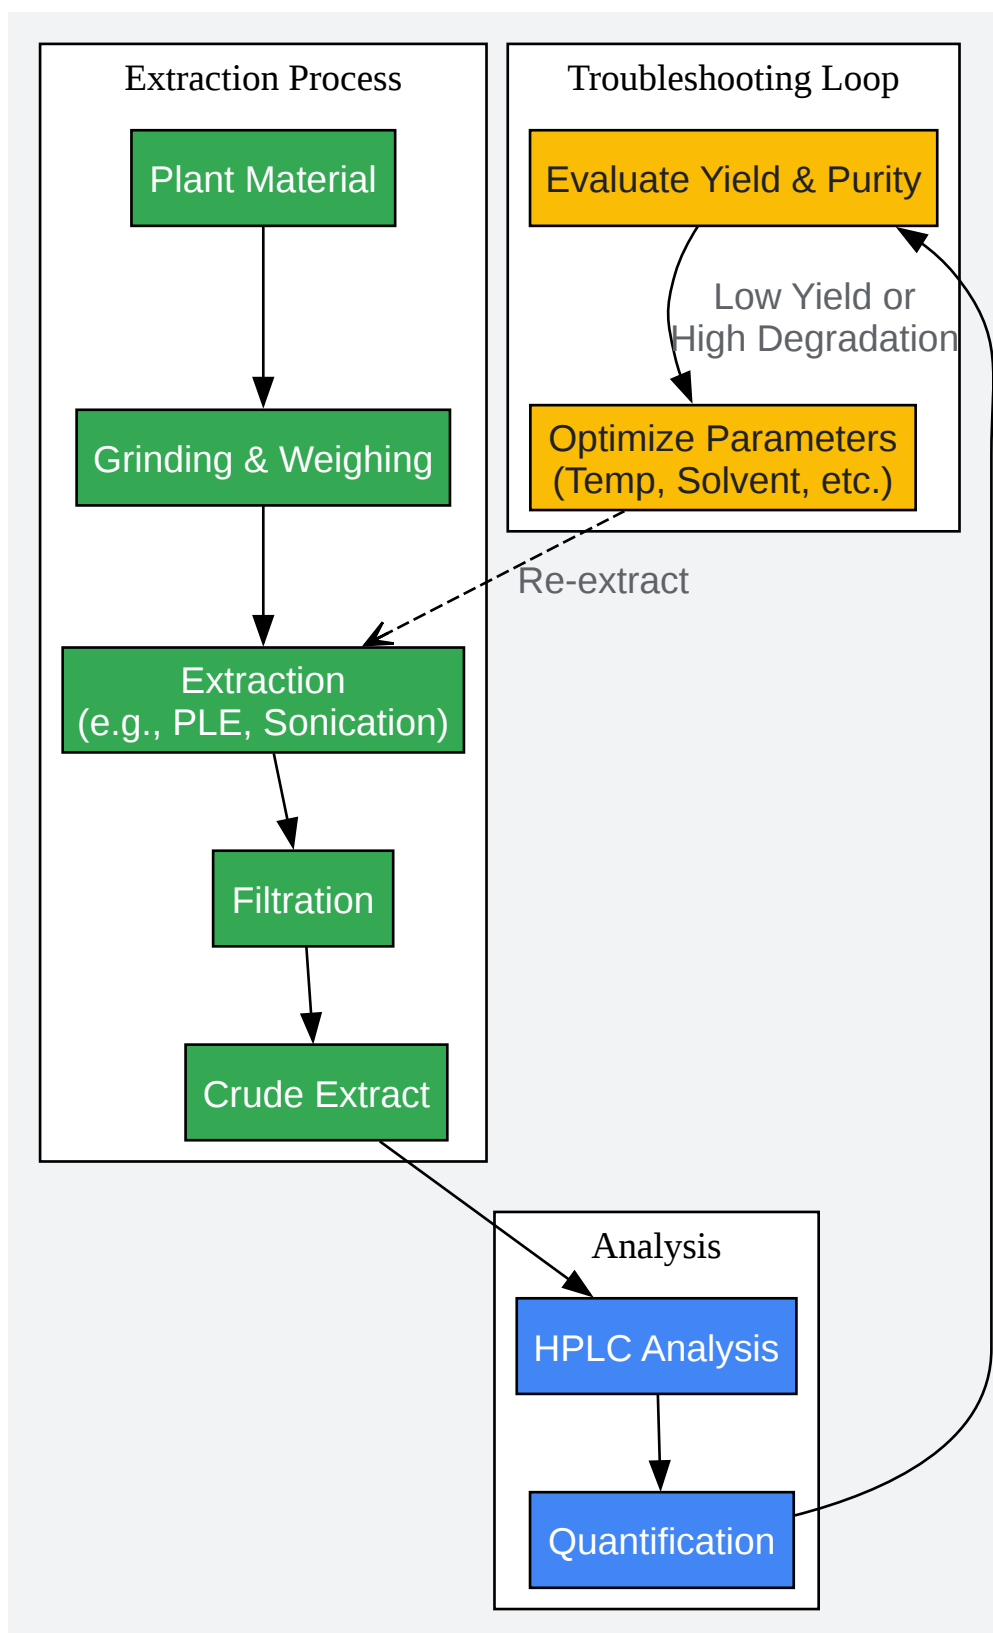 Extraction Process
Plant Material
Grinding & Weighing
Extraction
(e.g., PLE, Sonication)
Filtration
Crude Extract
Troubleshooting Loop
Evaluate Yield & Purity
Low Yield or
High Degradation
Optimize Parameters
(Temp, Solvent, etc.)
Re-extract
Analysis
HPLC Analysis
Quantification